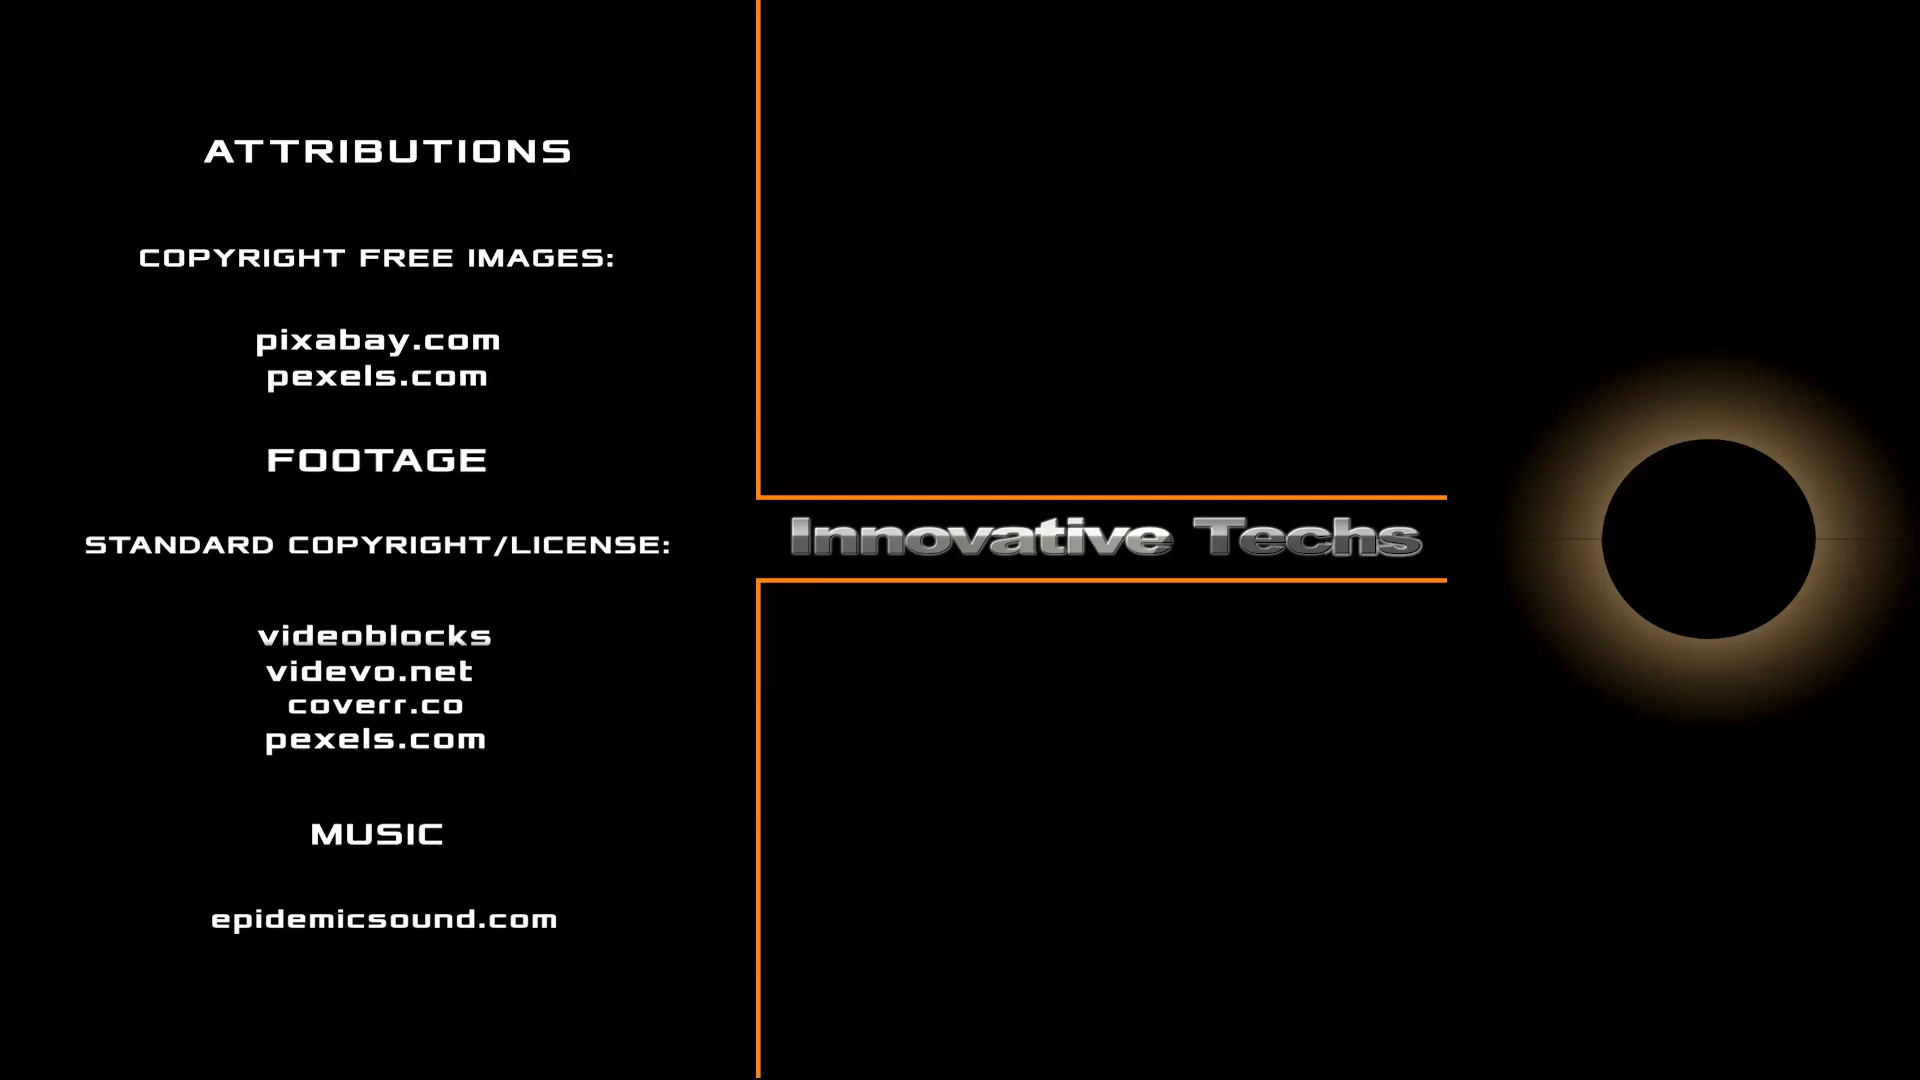 ATTRIBUTIONS
COPYRIGHT FREE IMAGES:
pixabay.com
pexels.com
FOOTAGE
STANDARD COPYRIGHT/LICENSE:
videoblocks
videvo.net
coverr.co
pexels.com
MUSIC
epidemicsound.com
Innovative Techs